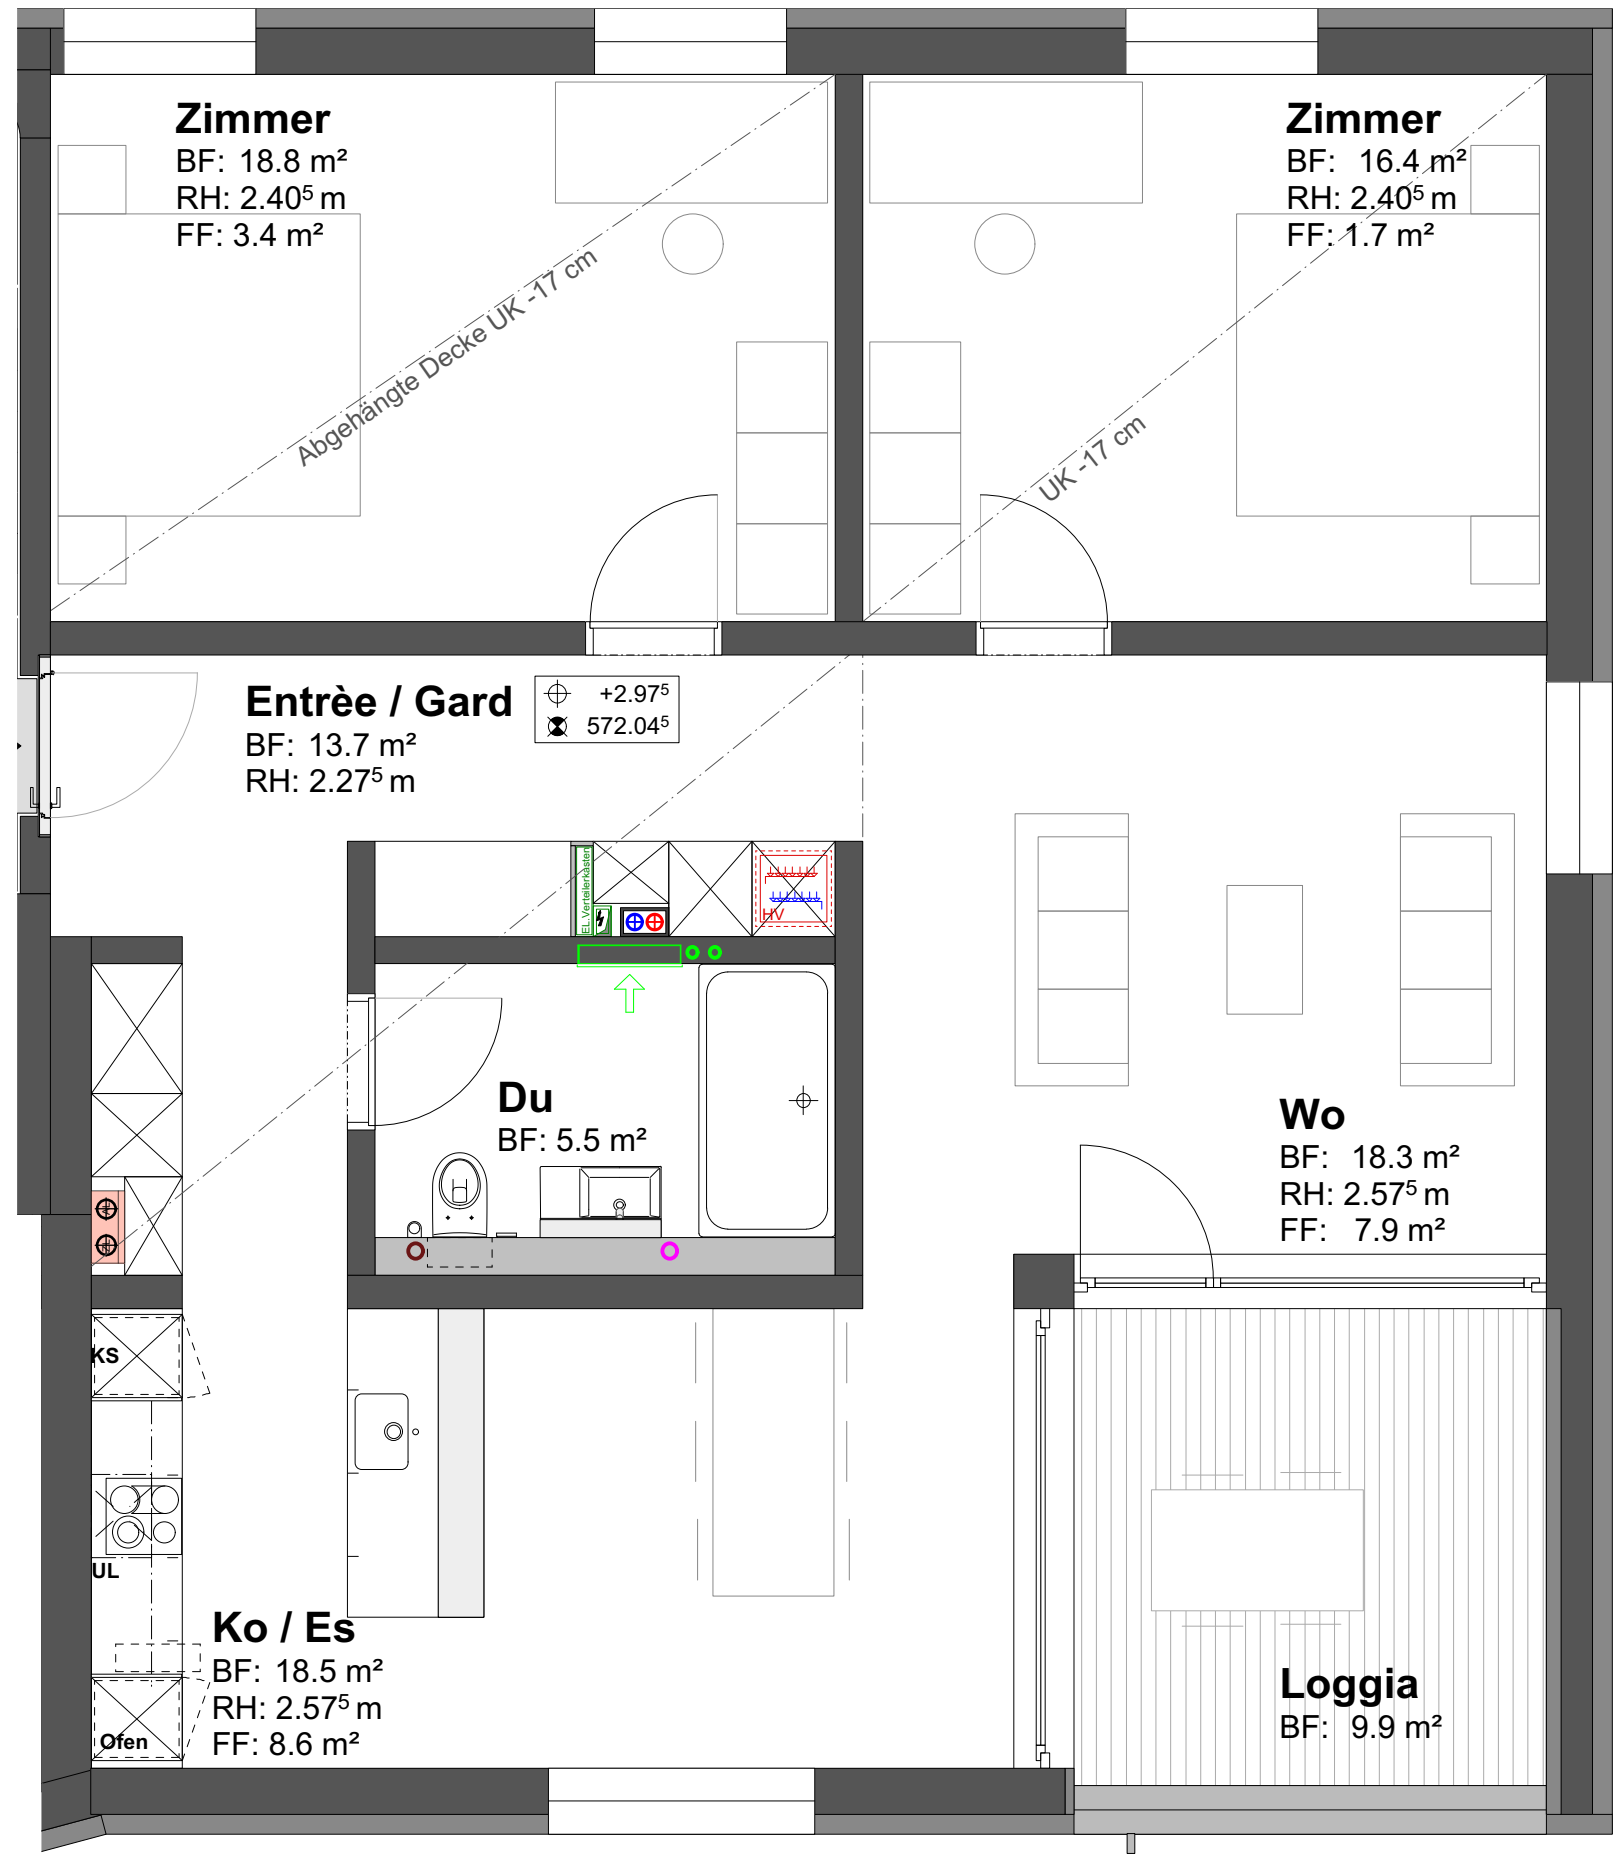 Zimmer
BF: 18.8 m²
RH: 2.40⁵ m
FF: 3.4 m²
Zimmer
BF: 16.4 m²
RH: 2.40⁵ m
FF: 1.7 m²
Abgehängte Decke UK -17 cm
UK -17 cm
Entrèe / Gard
BF: 13.7 m²
RH: 2.27⁵ m
+2.97⁵
572.04⁵
EL.Verteilerkasten
HV
Du
BF: 5.5 m²
Wo
BF: 18.3 m²
RH: 2.57⁵ m
FF: 7.9 m²
KS
UL
Ko / Es
BF: 18.5 m²
RH: 2.57⁵ m
FF: 8.6 m²
Ofen
Loggia
BF: 9.9 m²